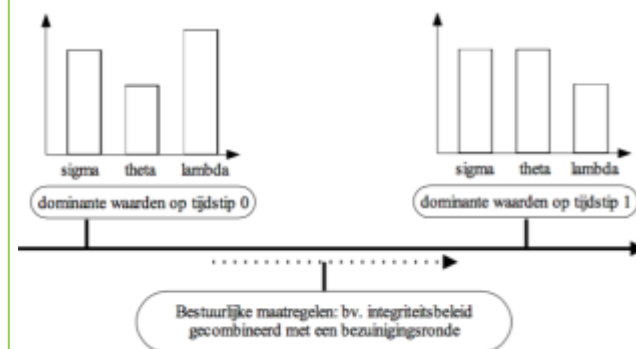 sigma theta lambda
dominante waarden op tijdstip 0
sigma theta lambda
dominante waarden op tijdstip 1
Bestuurlijke maatregelen: bv. integriteitsbeleid
gecombineerd met een bezuinigingsronde